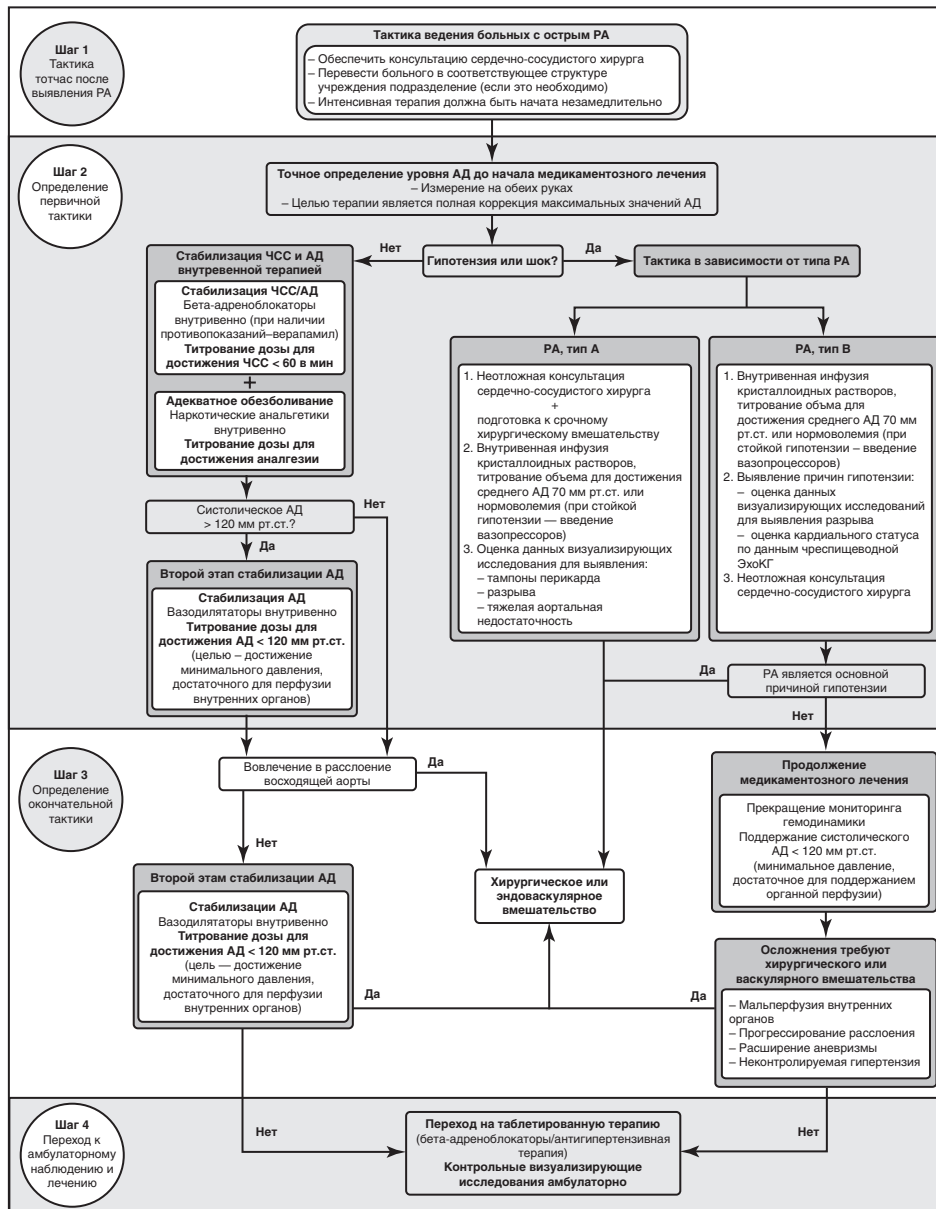 Шаг 1
Тактика
тотчас после
выявления РА
Тактика ведения больных с острым РА
– Обеспечить консультацию сердечно-сосудистого хирурга
– Перевести больного в соответствующее структуре
учреждения подразделение (если это необходимо)
– Интенсивная терапия должна быть начата незамедлительно
Шаг 2
Определение
первичной
тактики
Точное определение уровня АД до начала медикаментозного лечения
– Измерение на обеих руках
– Целью терапии является полная коррекция максимальных значений АД
Нет
Гипотензия или шок?
Да
Тактика в зависимости от типа РА
Стабилизация ЧСС и АД
внутревенной терапией
Стабилизация ЧСС/АД
Бета-адреноблокаторы
внутривенно (при наличии
противопоказаний–верапамил)
Титрование дозы для
достижения ЧСС < 60 в мин
+
Адекватное обезболивание
Наркотические анальгетики
внутривенно
Титрование дозы для
достижения аналгезии
Систолическое АД
> 120 мм рт.ст.?
Нет
Да
Второй этап стабилизации АД
Стабилизация АД
Вазодилятаторы внутривенно
Титрование дозы для
достижения АД < 120 мм рт.ст.
(целью – достижение
минимального давления,
достаточного для перфузии
внутренних органов)
РА, тип А
1. Неотложная консультация
сердечно-сосудистого хирурга
+
подготовка к срочному
хирургическому вмешательству
2. Внутривенная инфузия
кристаллоидных растворов,
титрование объема для достижения
среднего АД 70 мм рт.ст. или
нормоволемия (при стойкой
гипотензии — введение
вазопрессоров)
3. Оценка данных визуализирующих
исследования для выявления:
– тампоны перикарда
– разрыва
– тяжелая аортальная
недостаточность
РА, тип В
1. Внутривенная инфузия
кристаллоидных растворов,
титрование объма для
достижения среднего АД 70 мм
рт.ст. или нормоволемия (при
стойкой гипотензии – введение
вазопроцессоров)
2. Выявление причин гипотензии:
– оценка данных
визуализирующих исследований
для выявления разрыва
– оценка кардиального статуса
по данным чреспищеводной
ЭхоКГ
3. Неотложная консультация
сердечно-сосудистого хирурга
Да
РА является основной
причиной гипотензии
Нет
Шаг 3
Определение
окончательной
тактики
Вовлечение в расслоение
восходящей аорты
Да
Нет
Второй этам стабилизации АД
Стабилизации АД
Вазодилятаторы внутривенно
Титрование дозы для
достижения АД < 120 мм рт.ст.
(цель — достижение
минимального давления,
достаточного для перфузии
внутренних органов)
Да
Хирургическое или
эндоваскулярное
вмешательство
Продолжение
медикаментозного лечения
Прекращение мониторинга
гемодинамики
Поддержание систолического
АД < 120 мм рт.ст.
(минимальное давление,
достаточное для поддержанием
органной перфузии)
Да
Осложнения требуют
хирургического или
васкулярного вмешательства
– Мальперфузия внутренних
органов
– Прогрессирование расслоения
– Расширение аневризмы
– Неконтролируемая гипертензия
Шаг 4
Переход к
амбулаторному
наблюдению и
лечению
Нет
Переход на таблетированную терапию
(бета-адреноблокаторы/антигипертензивная
терапия)
Контрольные визуализирующие
исследования амбулаторно
Нет